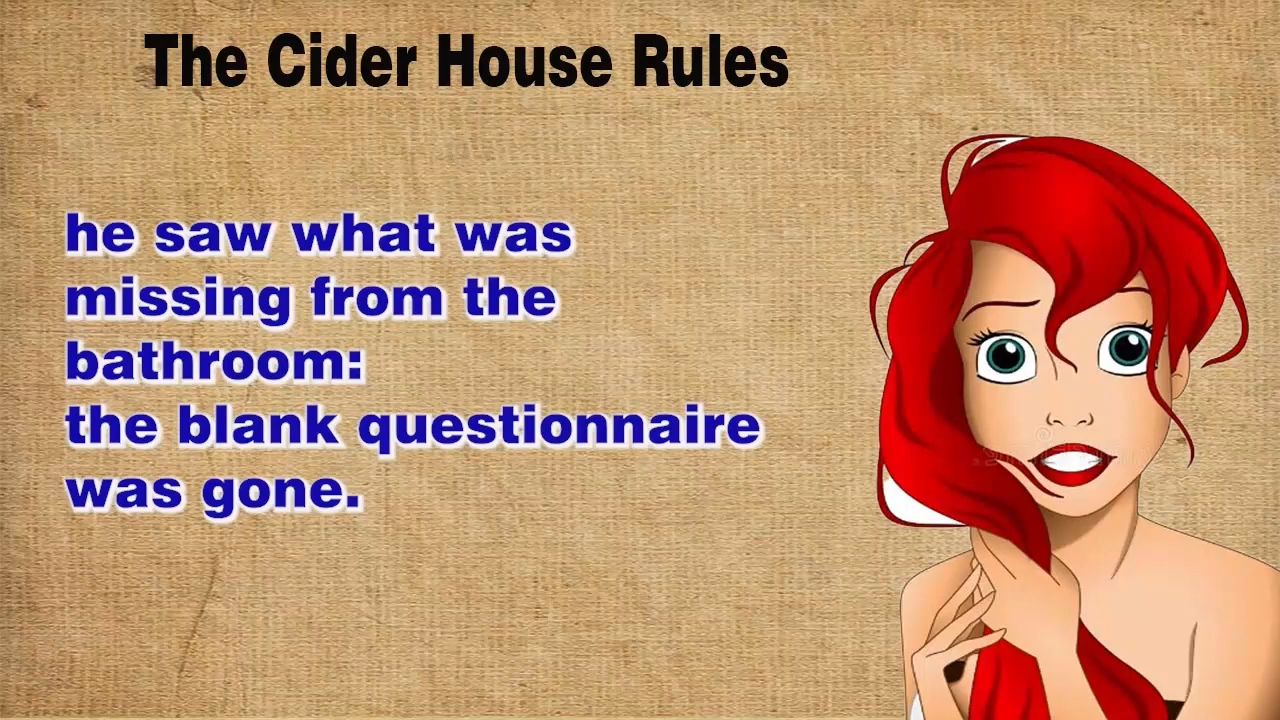 The Cider House Rules
he saw what was
missing from the
bathroom:
the blank questionnaire
was gone.